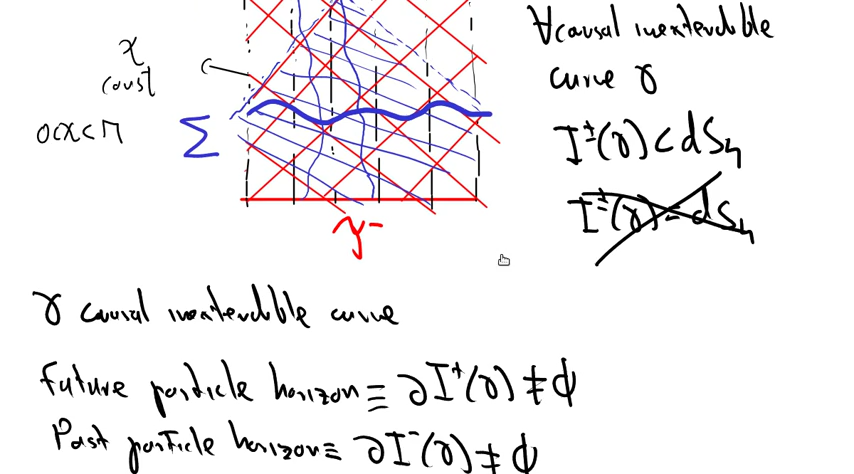 ∀causal inextendible
curve γ
χ
const
0<χ<π
Σ
I±(γ) ⊂ dS₄
I±(γ) = dS₄
𝒥⁻
γ causal inextendible curve
Future particle horizon ≡ ∂I⁺(γ) ≠ ϕ
Past particle horizon ≡ ∂I⁻(γ) ≠ ϕ